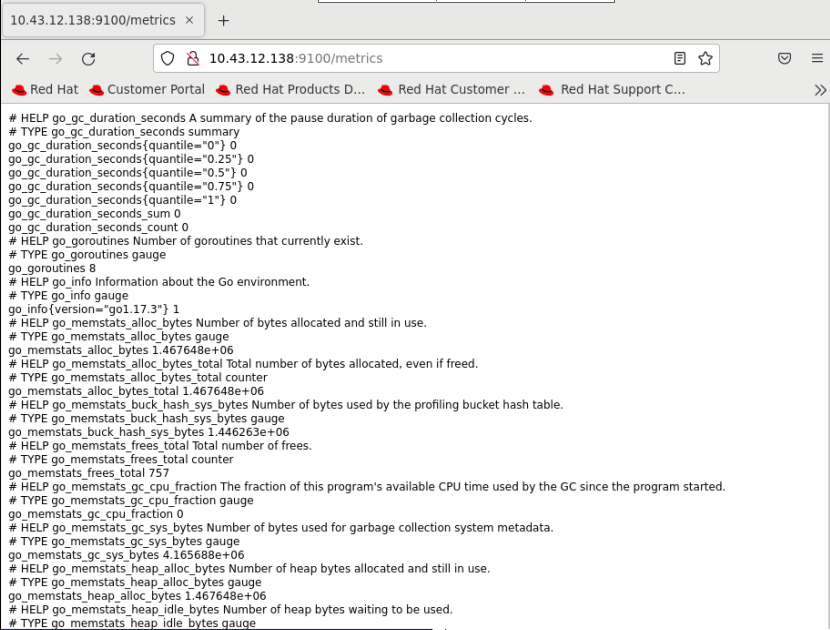 10.43.12.138:9100/metrics ×
10.43.12.138:9100/metrics
Red Hat Customer Portal Red Hat Products D... Red Hat Customer ... Red Hat Support C...
# HELP go_gc_duration_seconds A summary of the pause duration of garbage collection cycles.
# TYPE go_gc_duration_seconds summary
go_gc_duration_seconds{quantile="0"} 0
go_gc_duration_seconds{quantile="0.25"} 0
go_gc_duration_seconds{quantile="0.5"} 0
go_gc_duration_seconds{quantile="0.75"} 0
go_gc_duration_seconds{quantile="1"} 0
go_gc_duration_seconds_sum 0
go_gc_duration_seconds_count 0
# HELP go_goroutines Number of goroutines that currently exist.
# TYPE go_goroutines gauge
go_goroutines 8
# HELP go_info Information about the Go environment.
# TYPE go_info gauge
go_info{version="go1.17.3"} 1
# HELP go_memstats_alloc_bytes Number of bytes allocated and still in use.
# TYPE go_memstats_alloc_bytes gauge
go_memstats_alloc_bytes 1.467648e+06
# HELP go_memstats_alloc_bytes_total Total number of bytes allocated, even if freed.
# TYPE go_memstats_alloc_bytes_total counter
go_memstats_alloc_bytes_total 1.467648e+06
# HELP go_memstats_buck_hash_sys_bytes Number of bytes used by the profiling bucket hash table.
# TYPE go_memstats_buck_hash_sys_bytes gauge
go_memstats_buck_hash_sys_bytes 1.446263e+06
# HELP go_memstats_frees_total Total number of frees.
# TYPE go_memstats_frees_total counter
go_memstats_frees_total 757
# HELP go_memstats_gc_cpu_fraction The fraction of this program's available CPU time used by the GC since the program started.
# TYPE go_memstats_gc_cpu_fraction gauge
go_memstats_gc_cpu_fraction 0
# HELP go_memstats_gc_sys_bytes Number of bytes used for garbage collection system metadata.
# TYPE go_memstats_gc_sys_bytes gauge
go_memstats_gc_sys_bytes 4.165688e+06
# HELP go_memstats_heap_alloc_bytes Number of heap bytes allocated and still in use.
# TYPE go_memstats_heap_alloc_bytes gauge
go_memstats_heap_alloc_bytes 1.467648e+06
# HELP go_memstats_heap_idle_bytes Number of heap bytes waiting to be used.
# TYPE go_memstats_heap_idle_bytes gauge